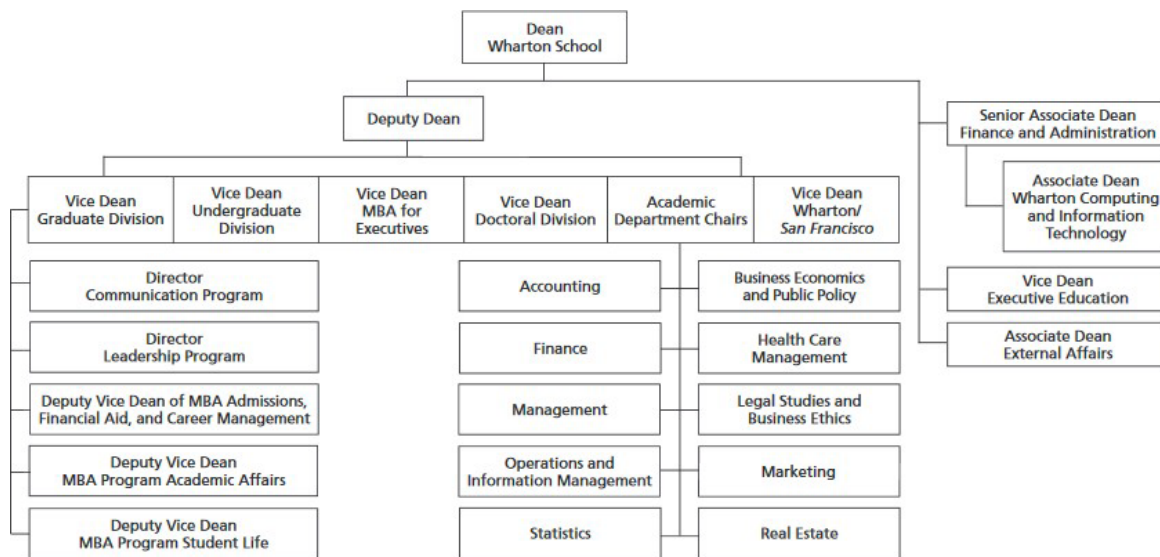 Dean
Wharton School
Deputy Dean
Senior Associate Dean
Finance and Administration
Associate Dean
Wharton Computing
and Information
Technology
Vice Dean
Executive Education
Associate Dean
External Affairs
Vice Dean
Graduate Division
Vice Dean
Undergraduate
Division
Vice Dean
MBA for
Executives
Vice Dean
Doctoral Division
Academic
Department Chairs
Vice Dean
Wharton/
San Francisco
Director
Communication Program
Director
Leadership Program
Deputy Vice Dean of MBA Admissions,
Financial Aid, and Career Management
Deputy Vice Dean
MBA Program Academic Affairs
Deputy Vice Dean
MBA Program Student Life
Accounting
Business Economics
and Public Policy
Finance
Health Care
Management
Management
Legal Studies and
Business Ethics
Operations and
Information Management
Marketing
Statistics
Real Estate